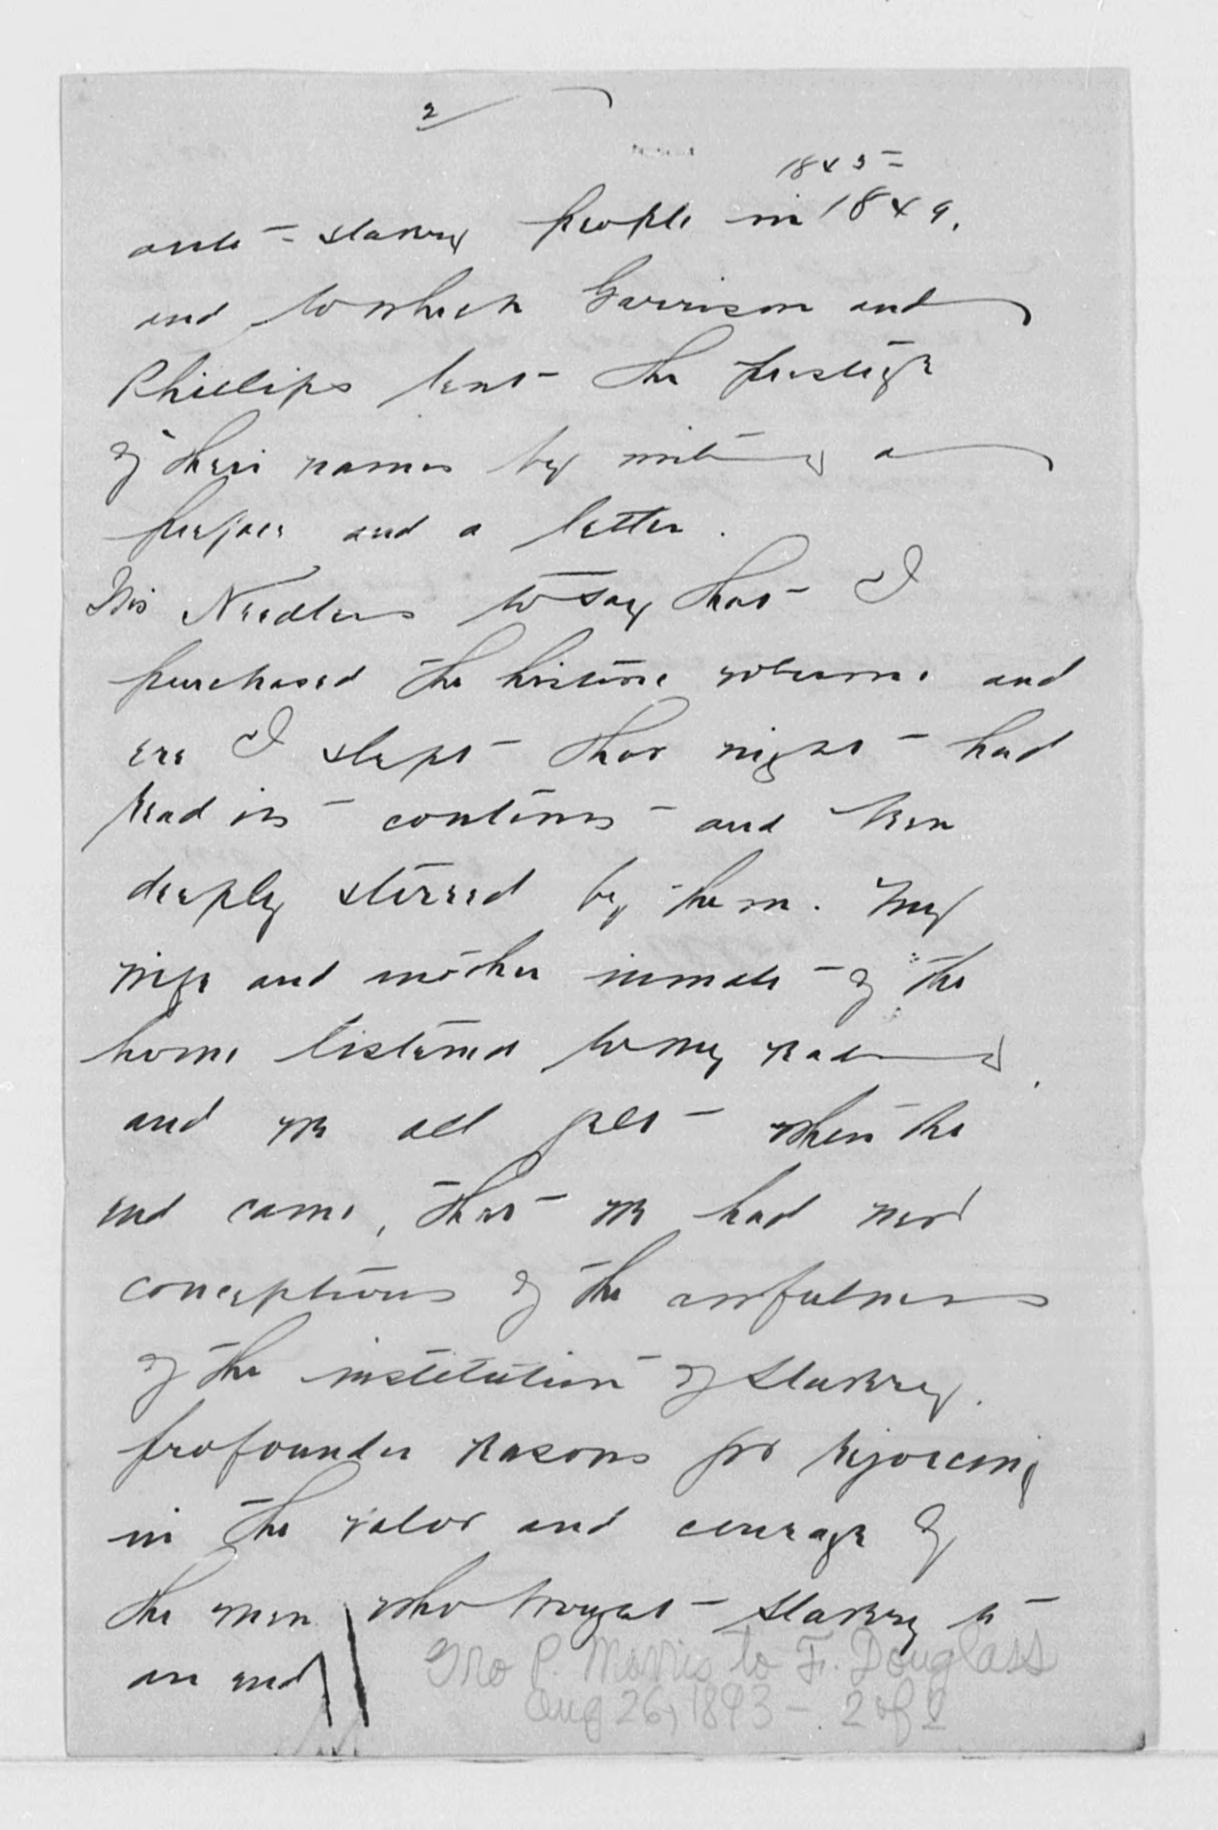 2
1845
anti-slavery people in 1849.
and to which Garrison and
Phillips lent the prestige
of their names by writing a
preface and a letter.
Tis Needless to say that I
purchased the historic volume and
ere I slept that night had
read its contents and been
deeply stirred by them. My
wife and another inmate of the
home listened to my reading,
and we all felt when the
end came, that we had new
conceptions of the awfulness
of the institution of slavery.
profounder reasons for rejoicing
in the valor and courage of
the men who brought slavery to
an end
Geo P. Morris to F. Douglass
Aug 26, 1893 - 2 of 2